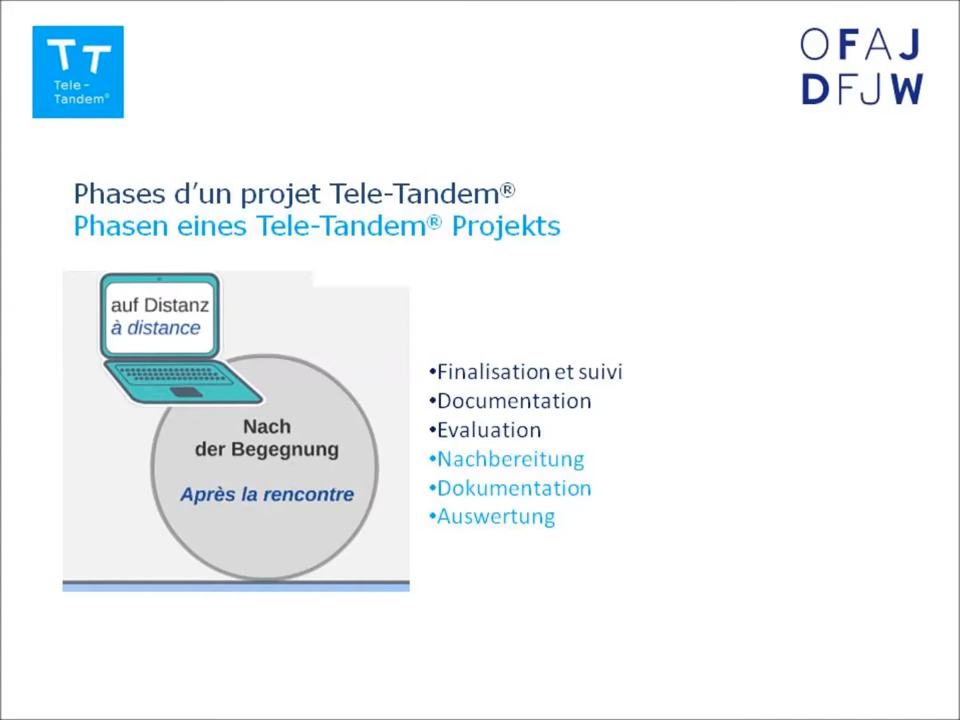 TT
Tele-
Tandem®
OFAJ
DFJW
Phases d’un projet Tele-Tandem®
Phasen eines Tele-Tandem® Projekts
auf Distanz
à distance
Nach
der Begegnung
Après la rencontre
•Finalisation et suivi
•Documentation
•Evaluation
•Nachbereitung
•Dokumentation
•Auswertung